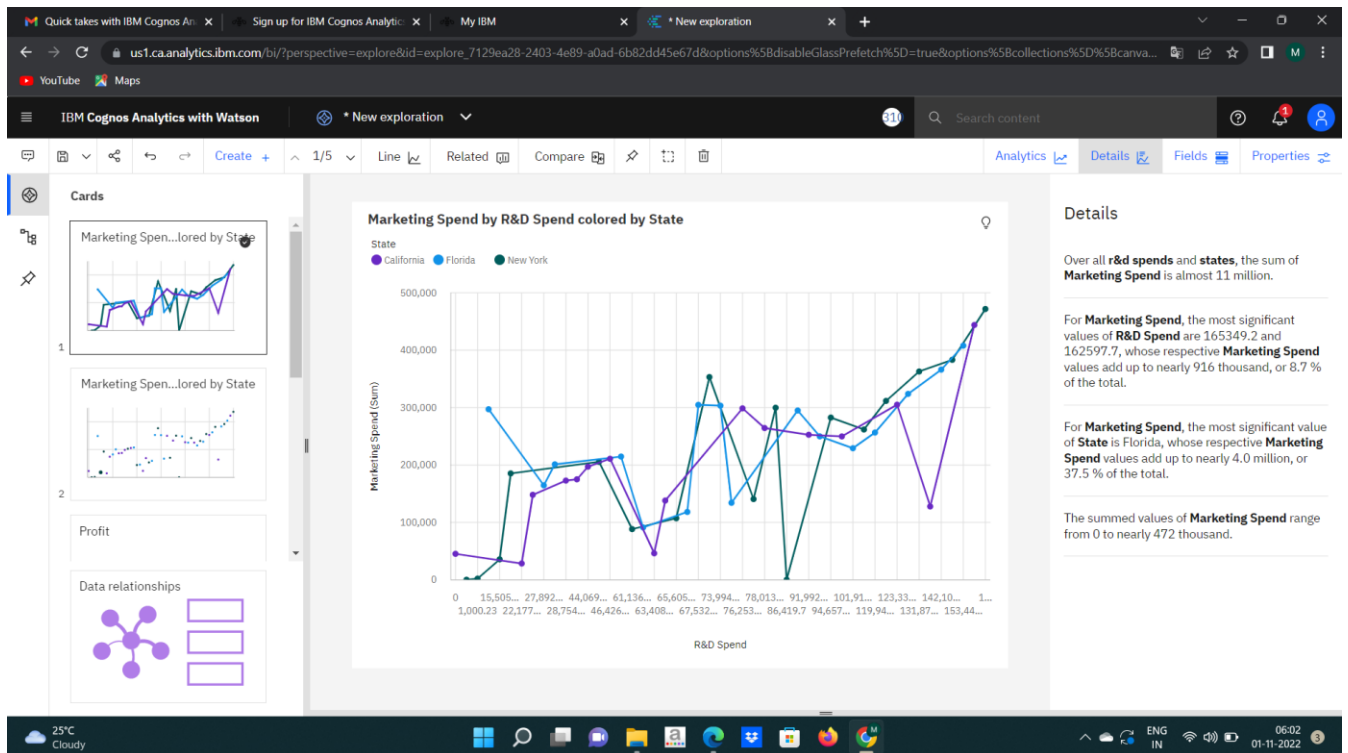 Quick takes with IBM Cognos An
Sign up for IBM Cognos Analytic
My IBM
* New exploration
us1.ca.analytics.ibm.com/bi/?perspective=explore&id=explore_7129ea28-2403-4e89-a0ad-6b82dd45e67d&options%5BdisableGlassPrefetch%5D=true&options%5Bcollections%5D%5Bcanva...
M
YouTube
Maps
IBM Cognos Analytics with Watson
* New exploration
310
Search content
1
Create +
1/5
Line
Related
Compare
Analytics
Details
Fields
Properties
Cards
Marketing Spen...lored by State
1
Marketing Spen...lored by State
2
Profit
Data relationships
Marketing Spend by R&D Spend colored by State
State
California
Florida
New York
Marketing Spend (Sum)
500,000
400,000
300,000
200,000
100,000
0
0 15,505... 27,892... 44,069... 61,136... 65,605... 73,994... 78,013... 91,992... 101,91... 123,33... 142,10... 1...
1,000.23 22,177... 28,754... 46,426... 63,408... 67,532... 76,253... 86,419.7 94,657... 119,94... 131,87... 153,44...
R&D Spend
Details
Over all r&d spends and states, the sum of
Marketing Spend is almost 11 million.
For Marketing Spend, the most significant
values of R&D Spend are 165349.2 and
162597.7, whose respective Marketing Spend
values add up to nearly 916 thousand, or 8.7 %
of the total.
For Marketing Spend, the most significant value
of State is Florida, whose respective Marketing
Spend values add up to nearly 4.0 million, or
37.5 % of the total.
The summed values of Marketing Spend range
from 0 to nearly 472 thousand.
25°C
Cloudy
a
M
ENG
IN
06:02
01-11-2022
3